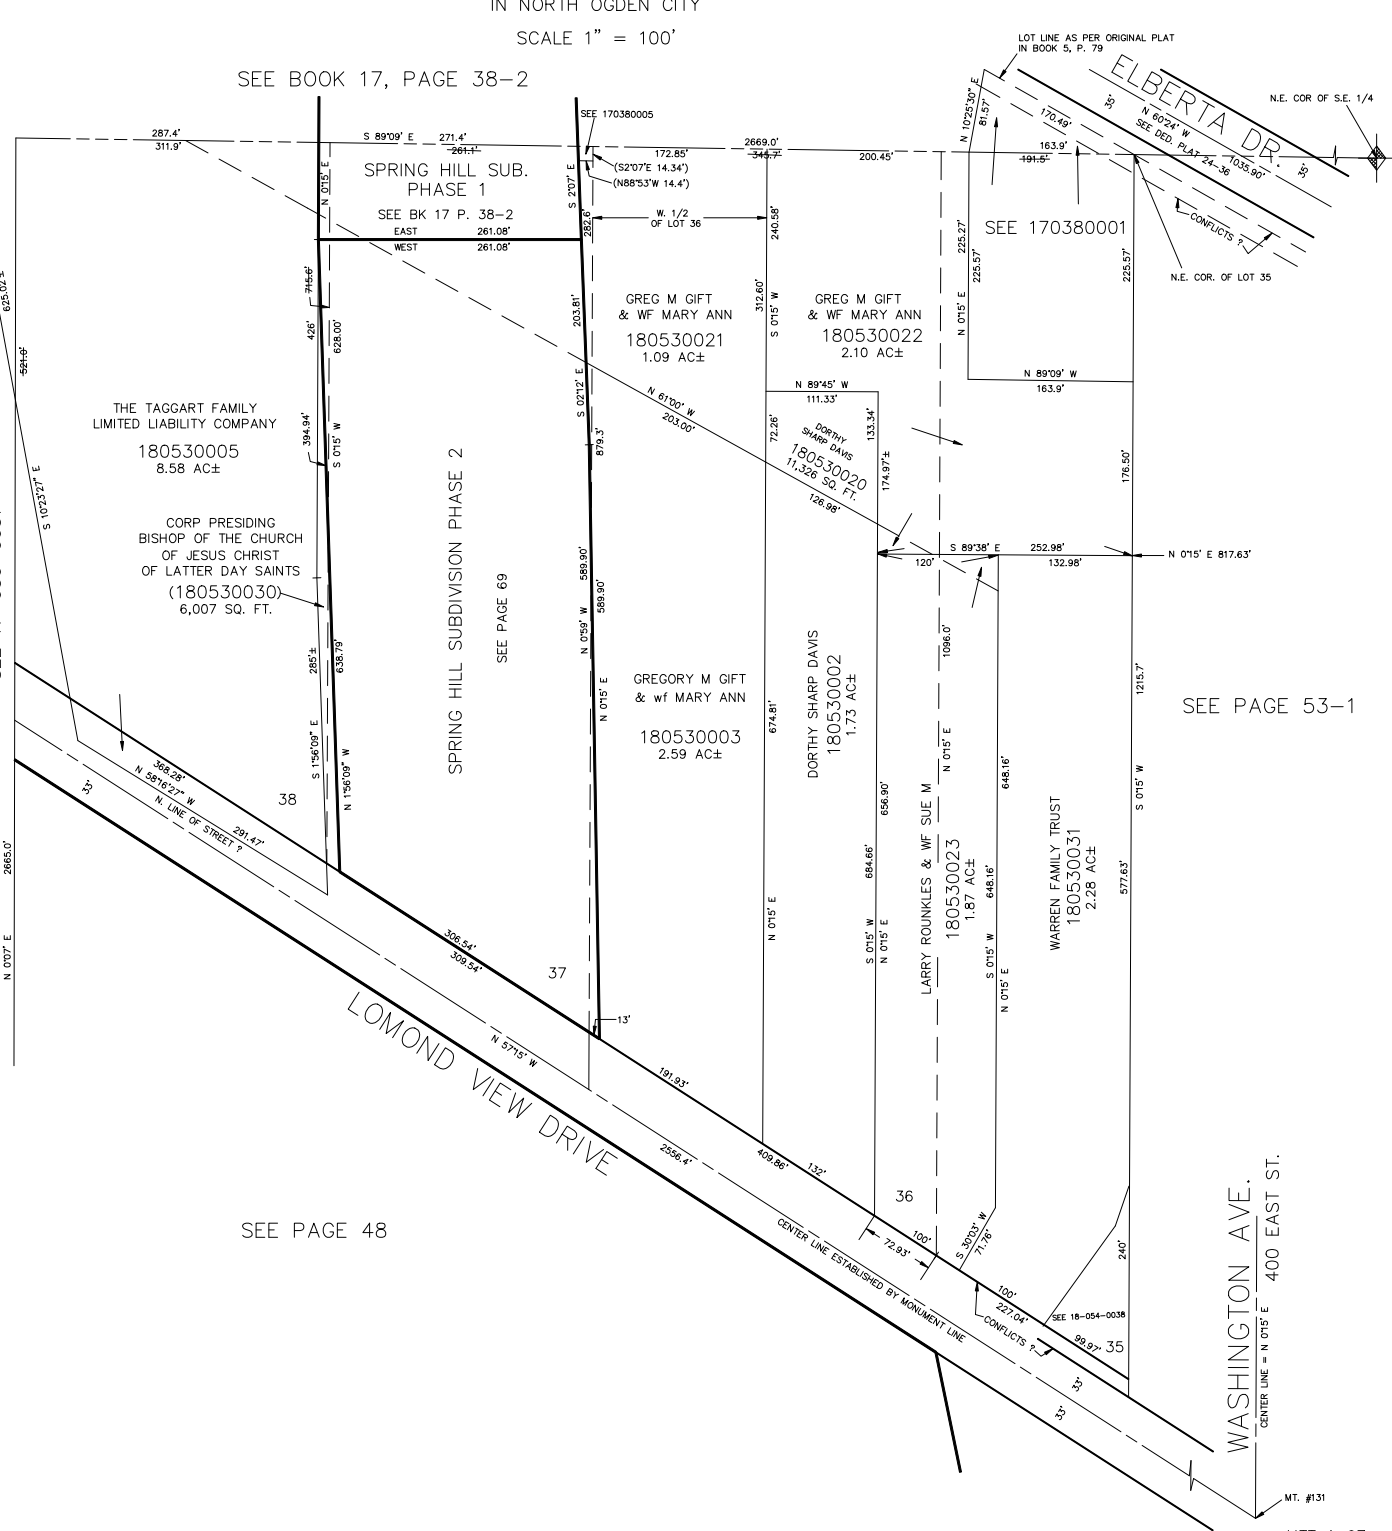 IN NORTH OGDEN CITY
SCALE 1" = 100'
SEE BOOK 17, PAGE 38-2
LOT LINE AS PER ORIGINAL PLAT
IN BOOK 5, P. 79
ELBERTA DR.
N 60°24' W
SEE DED. PLAT 24-36
1035.90'
35'
35'
N.E. COR OF S.E. 1/4
N 10°25'30" E
81.57'
170.49'
SEE 170380005
287.4'
311.9'
S 89°09' E
271.4'
261.1'
2669.0'
172.85'
345.7'
200.45'
163.9'
191.5'
(S2°07'E 14.34')
(N88°53'W 14.4')
SPRING HILL SUB.
PHASE 1
SEE BK 17 P. 38-2
N 0°15' E
S 2°07' E
282.6'
W. 1/2
OF LOT 36
240.58'
EAST
261.08'
WEST
261.08'
SEE 170380001
CONFLICTS ?
N.E. COR. OF LOT 35
225.27'
225.57'
225.57'
N 0°15' E
625.02'±
521.0'
715.6'
426'
628.00'
203.81'
312.60'
S 0°15' W
GREG M GIFT
& WF MARY ANN
180530021
1.09 AC±
GREG M GIFT
& WF MARY ANN
180530022
2.10 AC±
N 89°09' W
163.9'
N 89°45' W
111.33'
S 02°12' E
879.3'
N 61°00' W
203.00'
72.26'
133.34'
174.97'±
176.50'
DORTHY
SHARP DAVIS
180530020
11,326 SQ. FT.
126.98'
THE TAGGART FAMILY
LIMITED LIABILITY COMPANY
180530005
8.58 AC±
394.94'
S 0°15' W
S 10°23'27" E
CORP PRESIDING
BISHOP OF THE CHURCH
OF JESUS CHRIST
OF LATTER DAY SAINTS
(180530030)
6,007 SQ. FT.
SPRING HILL SUBDIVISION PHASE 2
SEE PAGE 69
589.90'
589.90'
N 0°59' W
N 0°15' E
S 89°38' E
252.98'
120'
132.98'
N 0°15' E 817.63'
285'±
638.79'
S 1°56'09" E
N 1°56'09" W
GREGORY M GIFT
& wf MARY ANN
180530003
2.59 AC±
674.81'
N 0°15' E
DORTHY SHARP DAVIS
180530002
1.73 AC±
656.90'
684.66'
S 0°15' W
N 0°15' E
1096.0'
N 0°15' E
LARRY ROUNKLES & WF SUE M
180530023
1.87 AC±
648.16'
648.16'
S 0°15' W
N 0°15' E
WARREN FAMILY TRUST
180530031
2.28 AC±
1215.7'
S 0°15' W
577.63'
SEE PAGE 53-1
368.28'
N 58°16'27" W
N. LINE OF STREET ?
291.47'
33'
38
2665.0'
N 0°07' E
306.54'
309.54'
37
13'
LOMOND VIEW DRIVE
N 57°15' W
191.93'
2556.4'
409.86'
132'
36
CENTER LINE ESTABLISHED BY MONUMENT LINE
72.93'
100'
S 30°03' W
71.76'
240'
100'
227.04'
CONFLICTS ?
SEE 18-054-0038
99.97'
35
33'
33'
SEE PAGE 48
WASHINGTON AVE.
400 EAST ST.
CENTER LINE = N 0°15' E
MT. #131